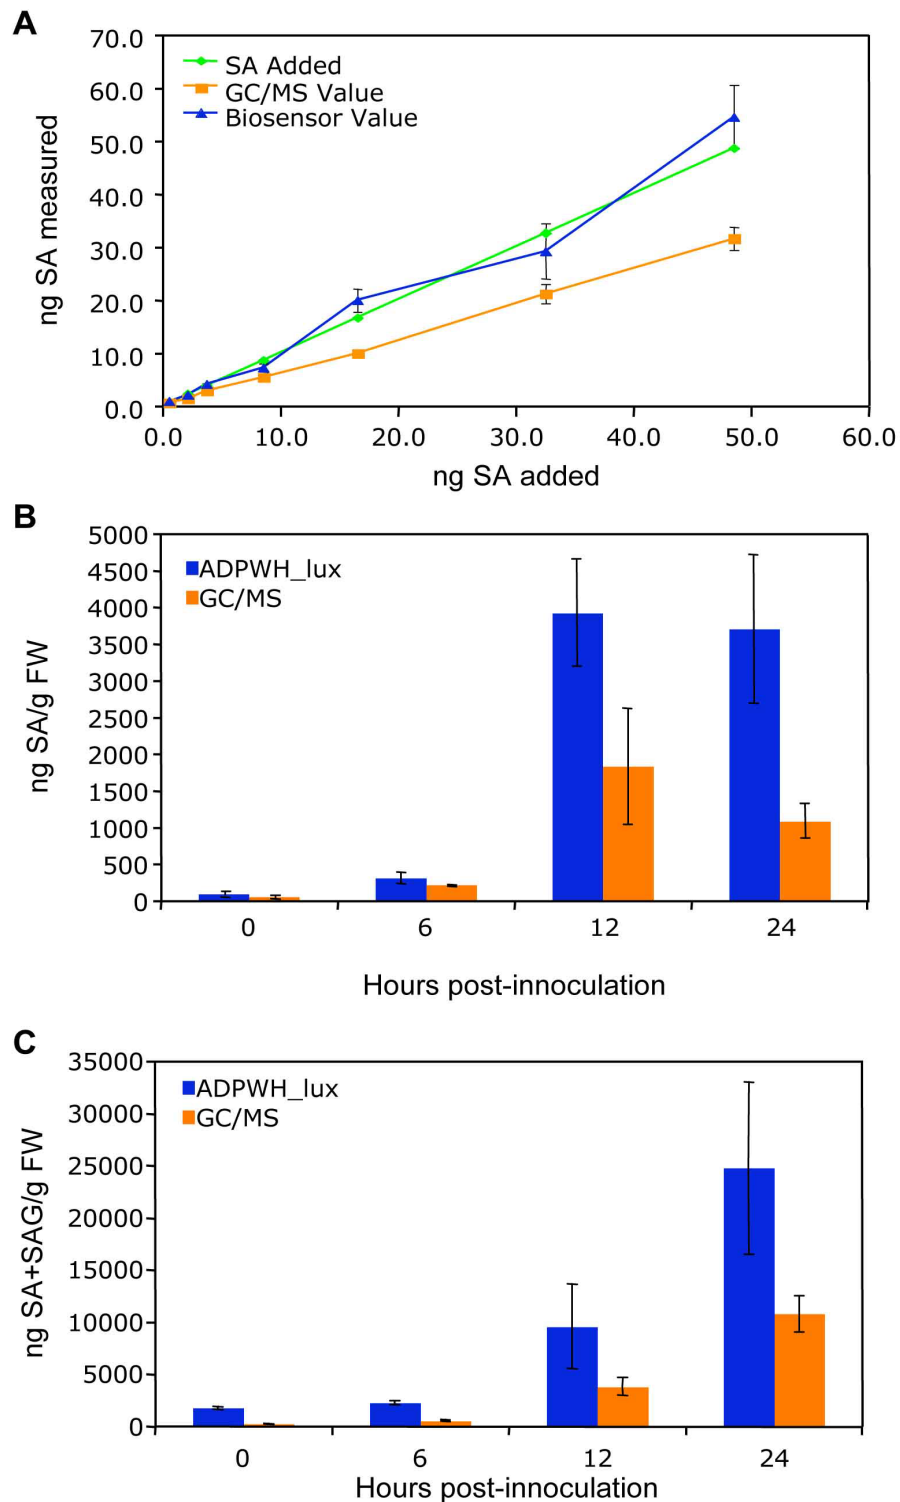 A
70.0
60.0
50.0
40.0
30.0
20.0
10.0
0.0
ng SA measured
SA Added
GC/MS Value
Biosensor Value
0.0 10.0 20.0 30.0 40.0 50.0 60.0
ng SA added
B
5000
4500
4000
3500
3000
2500
2000
1500
1000
500
0
ng SA/g FW
ADPWH_lux
GC/MS
0 6 12 24
Hours post-innoculation
C
35000
30000
25000
20000
15000
10000
5000
0
ng SA+SAG/g FW
ADPWH_lux
GC/MS
0 6 12 24
Hours post-innoculation